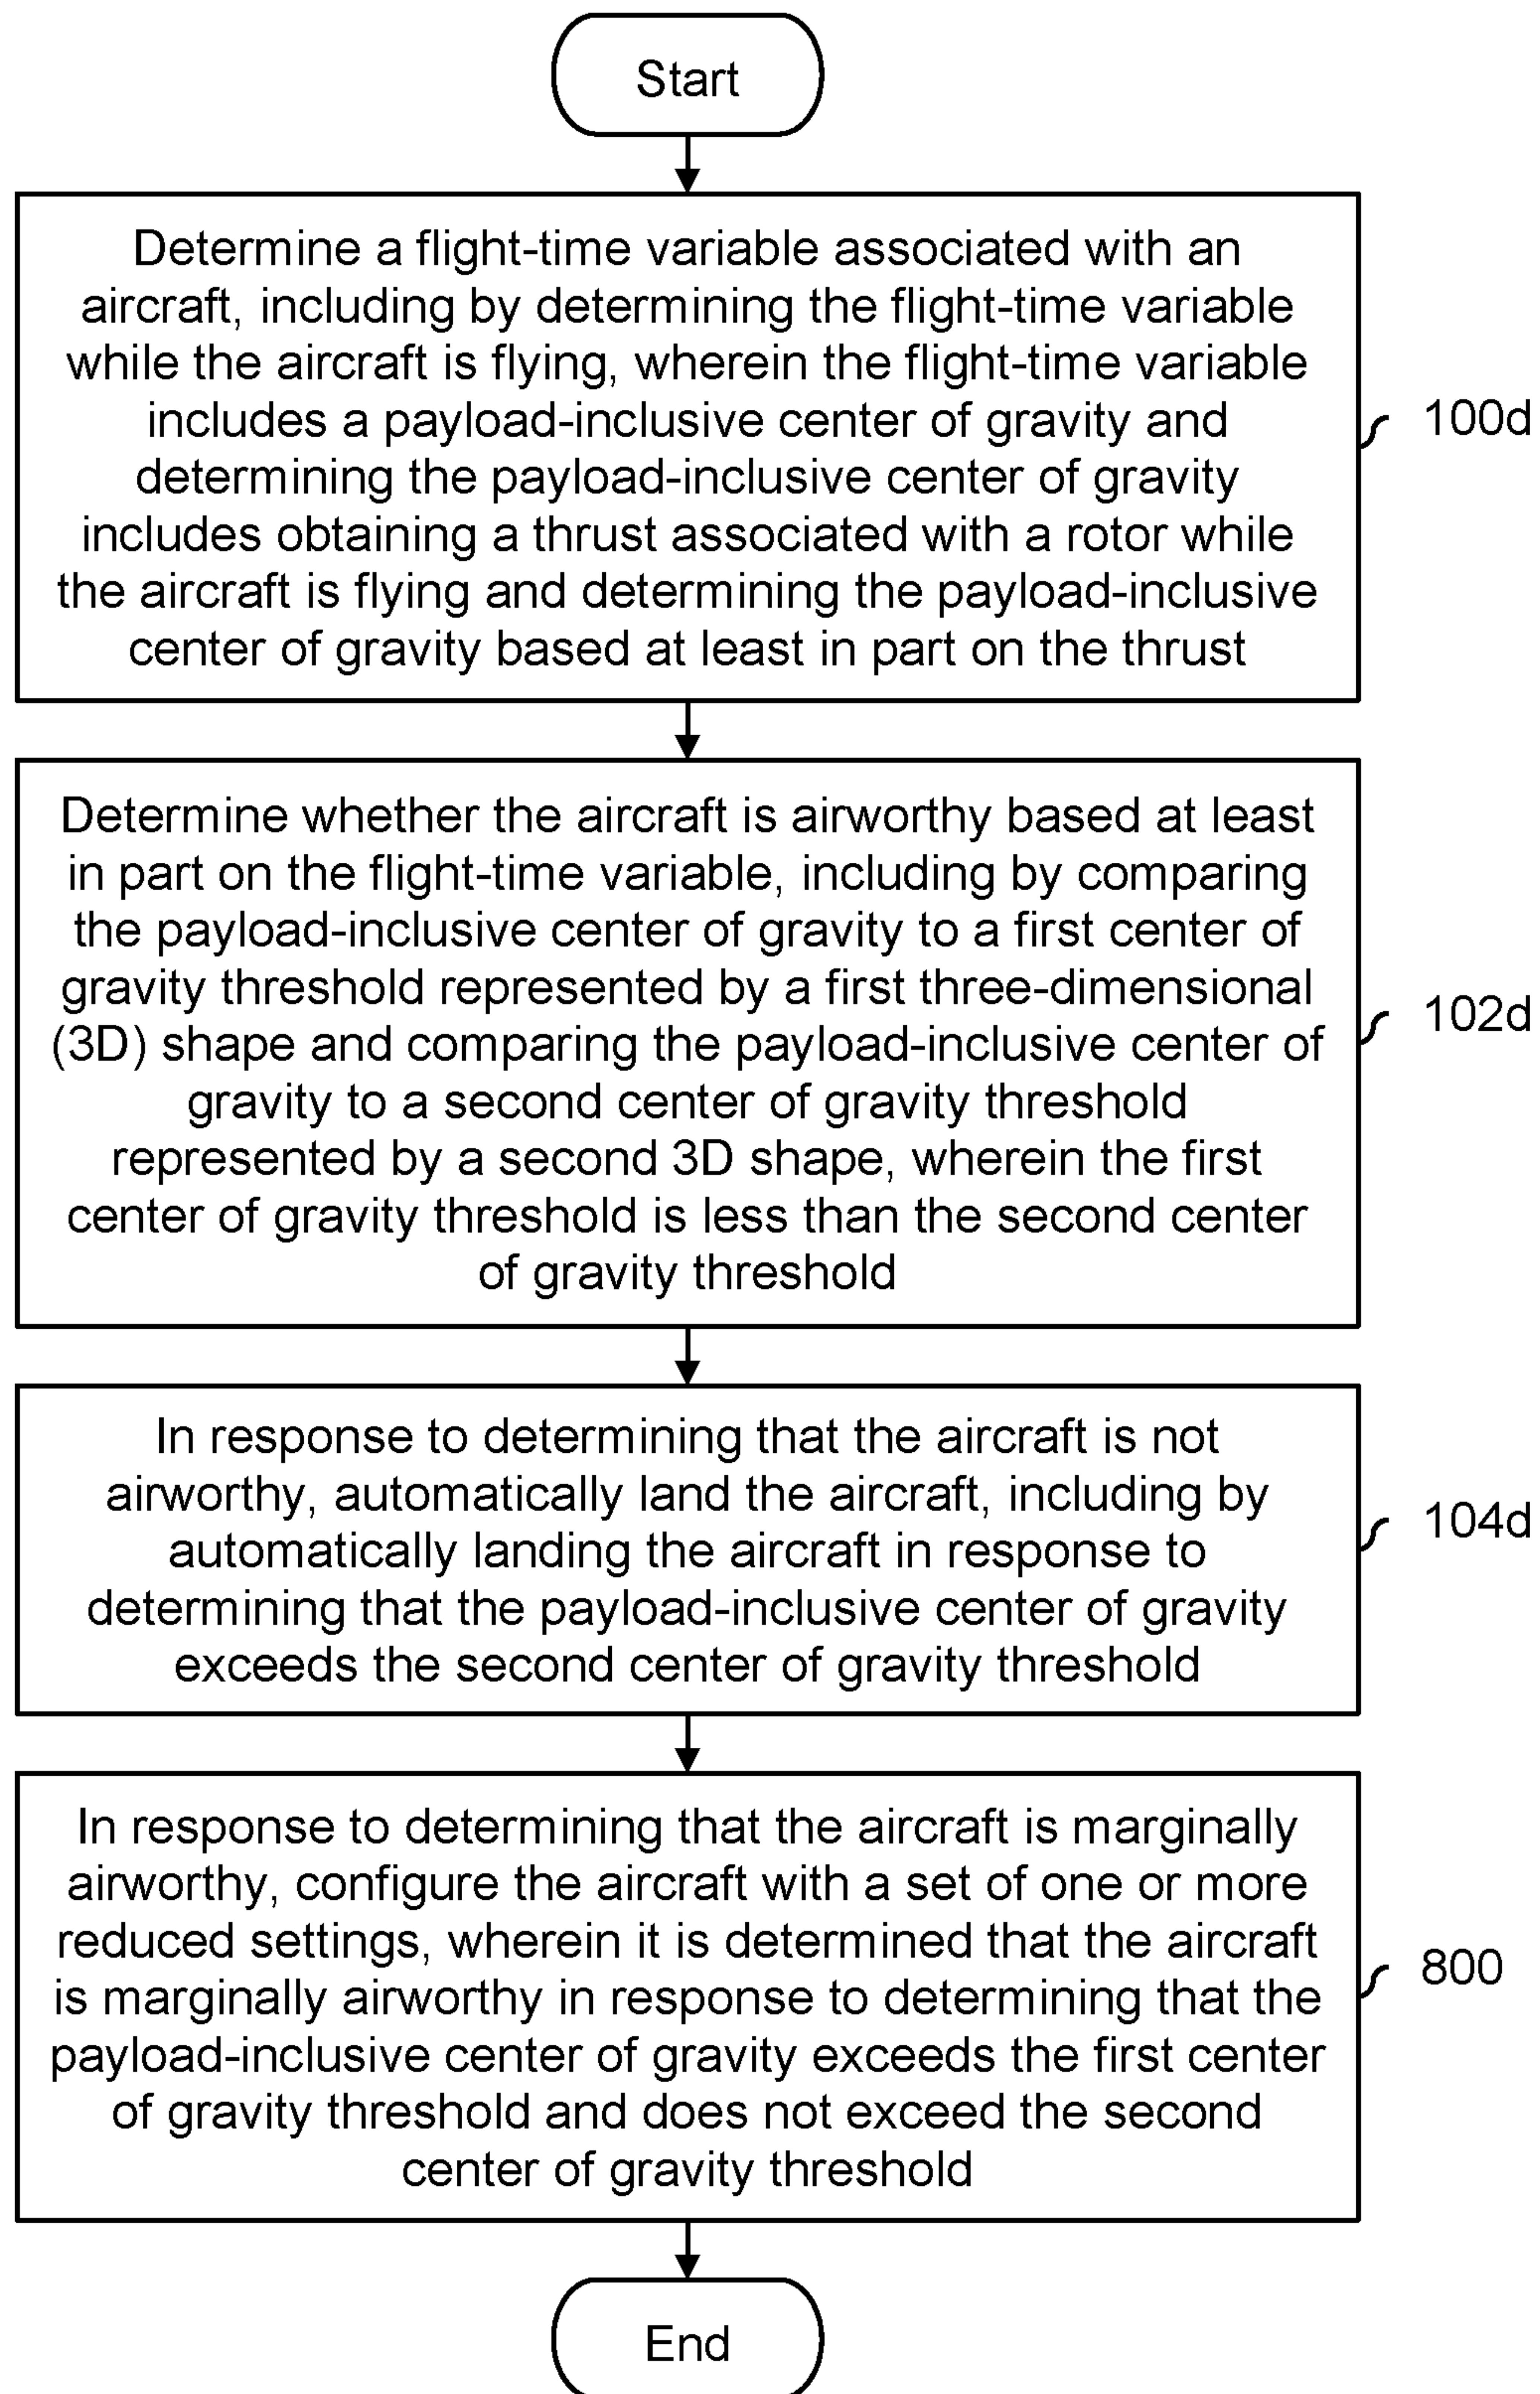 Start
Determine a flight-time variable associated with an
aircraft, including by determining the flight-time variable
while the aircraft is flying, wherein the flight-time variable
includes a payload-inclusive center of gravity and
determining the payload-inclusive center of gravity
includes obtaining a thrust associated with a rotor while
the aircraft is flying and determining the payload-inclusive
center of gravity based at least in part on the thrust
100d
Determine whether the aircraft is airworthy based at least
in part on the flight-time variable, including by comparing
the payload-inclusive center of gravity to a first center of
gravity threshold represented by a first three-dimensional
(3D) shape and comparing the payload-inclusive center of
gravity to a second center of gravity threshold
represented by a second 3D shape, wherein the first
center of gravity threshold is less than the second center
of gravity threshold
102d
In response to determining that the aircraft is not
airworthy, automatically land the aircraft, including by
automatically landing the aircraft in response to
determining that the payload-inclusive center of gravity
exceeds the second center of gravity threshold
104d
In response to determining that the aircraft is marginally
airworthy, configure the aircraft with a set of one or more
reduced settings, wherein it is determined that the aircraft
is marginally airworthy in response to determining that the
payload-inclusive center of gravity exceeds the first center
of gravity threshold and does not exceed the second
center of gravity threshold
800
End